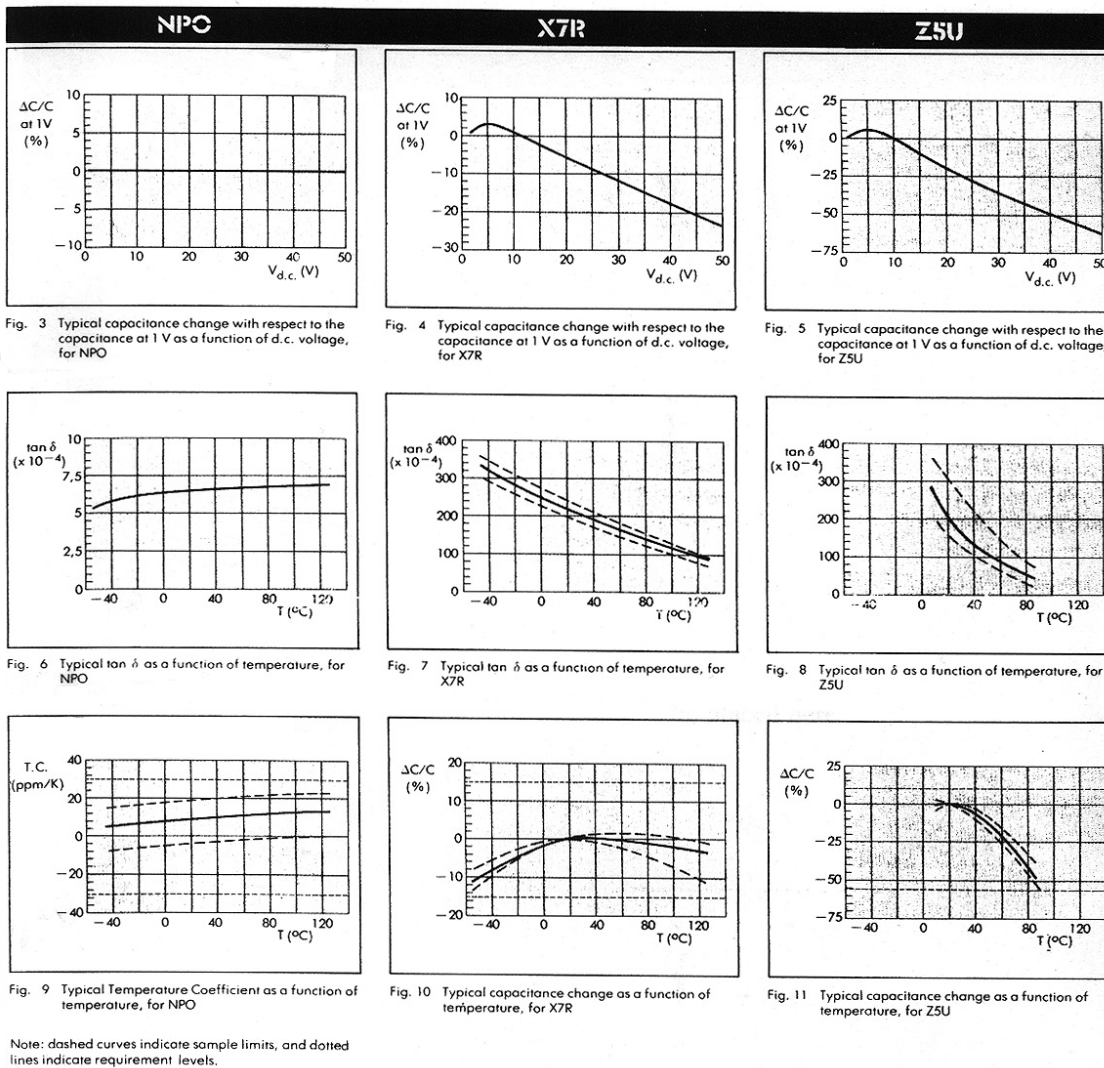 NPO
X7R
Z5U
ΔC/C
at 1V
(%)
10
5
0
– 5
–10
0
10
20
30
40
50
Vd.c. (V)
Fig. 3 Typical capacitance change with respect to the
capacitance at 1 V as a function of d.c. voltage,
for NPO
ΔC/C
at 1V
(%)
10
0
–10
–20
–30
0
10
20
30
40
50
Vd.c. (V)
Fig. 4 Typical capacitance change with respect to the
capacitance at 1 V as a function of d.c. voltage,
for X7R
ΔC/C
at 1V
(%)
25
0
–25
–50
–75
0
10
20
30
40
50
Vd.c. (V)
Fig. 5 Typical capacitance change with respect to the
capacitance at 1 V as a function of d.c. voltage,
for Z5U
tan δ
(x 10–4)
10
7,5
5
2,5
0
–40
0
40
80
120
T (°C)
Fig. 6 Typical tan δ as a function of temperature, for
NPO
tan δ
(x 10–4)
400
300
200
100
0
–40
0
40
80
120
T (°C)
Fig. 7 Typical tan δ as a function of temperature, for
X7R
tan δ
(x 10–4)
400
300
200
100
0
–40
0
40
80
120
T (°C)
Fig. 8 Typical tan δ as a function of temperature, for
Z5U
T.C.
(ppm/K)
40
20
0
–20
–40
–40
0
40
80
120
T (°C)
Fig. 9 Typical Temperature Coefficient as a function of
temperature, for NPO
ΔC/C
(%)
20
10
0
–10
–20
–40
0
40
80
120
T (°C)
Fig. 10 Typical capacitance change as a function of
temperature, for X7R
ΔC/C
(%)
25
0
–25
–50
–75
–40
0
40
80
120
T (°C)
Fig. 11 Typical capacitance change as a function of
temperature, for Z5U
Note: dashed curves indicate sample limits, and dotted
lines indicate requirement levels.